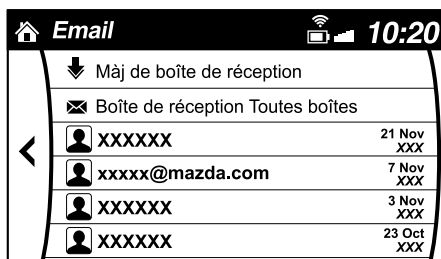 Email 10:20
Màj de boîte de réception
Boîte de réception Toutes boîtes
XXXXXX 21 Nov
XXX
xxxxx@mazda.com 7 Nov
XXX
XXXXXX 3 Nov
XXX
XXXXXX 23 Oct
XXX